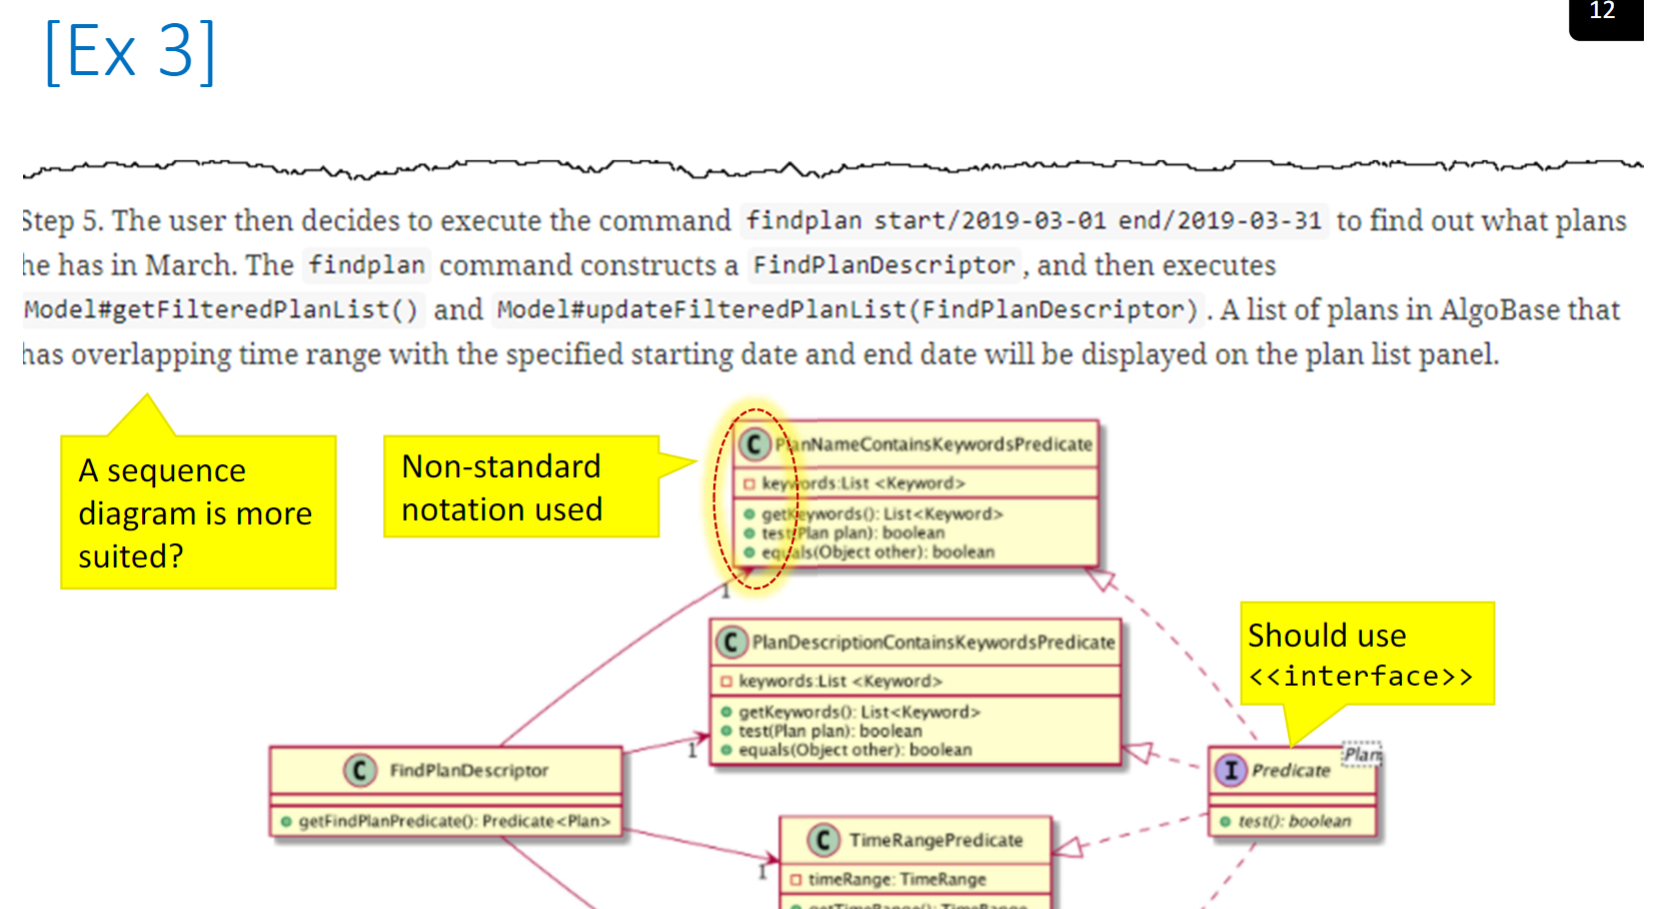 12
[Ex 3]
Step 5. The user then decides to execute the command findplan start/2019-03-01 end/2019-03-31 to find out what plans
he has in March. The findplan command constructs a FindPlanDescriptor, and then executes
Model#getFilteredPlanList() and Model#updateFilteredPlanList(FindPlanDescriptor). A list of plans in AlgoBase that
has overlapping time range with the specified starting date and end date will be displayed on the plan list panel.
A sequence
diagram is more
suited?
Non-standard
notation used
C PlanNameContainsKeywordsPredicate
keywords:List <Keyword>
getKeywords(): List<Keyword>
test(Plan plan): boolean
equals(Object other): boolean
1
C PlanDescriptionContainsKeywordsPredicate
keywords:List <Keyword>
getKeywords(): List<Keyword>
test(Plan plan): boolean
equals(Object other): boolean
1
Should use
<<interface>>
C FindPlanDescriptor
getFindPlanPredicate(): Predicate<Plan>
Plan
I Predicate
test(): boolean
C TimeRangePredicate
1
timeRange: TimeRange
getTimeRange(): TimeRange